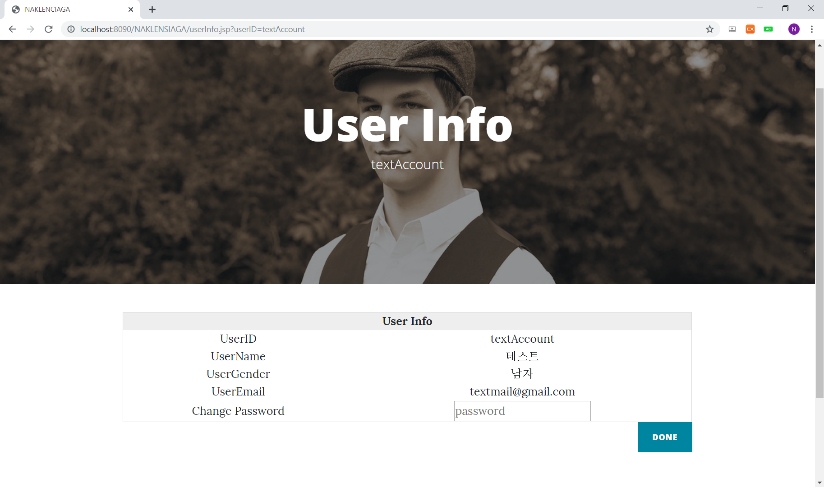 NAKLENCIAGA
localhost:8090/NAKLENSIAGA/userInfo.jsp?userID=textAccount
N
User Info
textAccount
User Info
UserID textAccount
UserName 테스트
UserGender 남자
UserEmail textmail@gmail.com
Change Password password
DONE